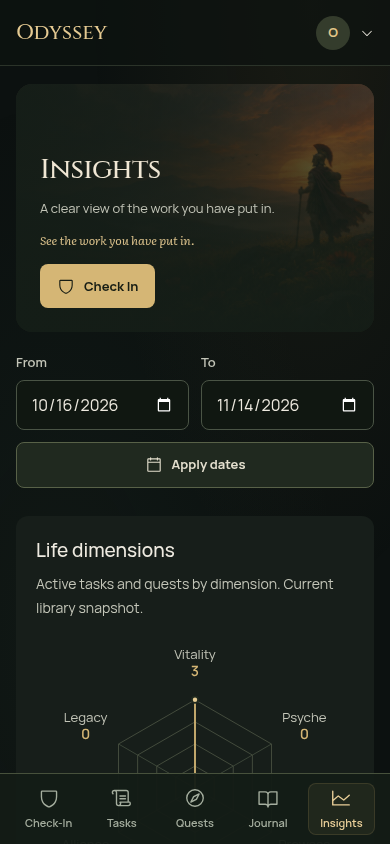 ODYSSEY
O
Insights
A clear view of the work you have put in.
See the work you have put in.
Check In
From
To
10/16/2026
11/14/2026
Apply dates
Life dimensions
Active tasks and quests by dimension. Current
library snapshot.
Vitality
3
Legacy
0
Psyche
0
Check-In
Tasks
Quests
Journal
Insights